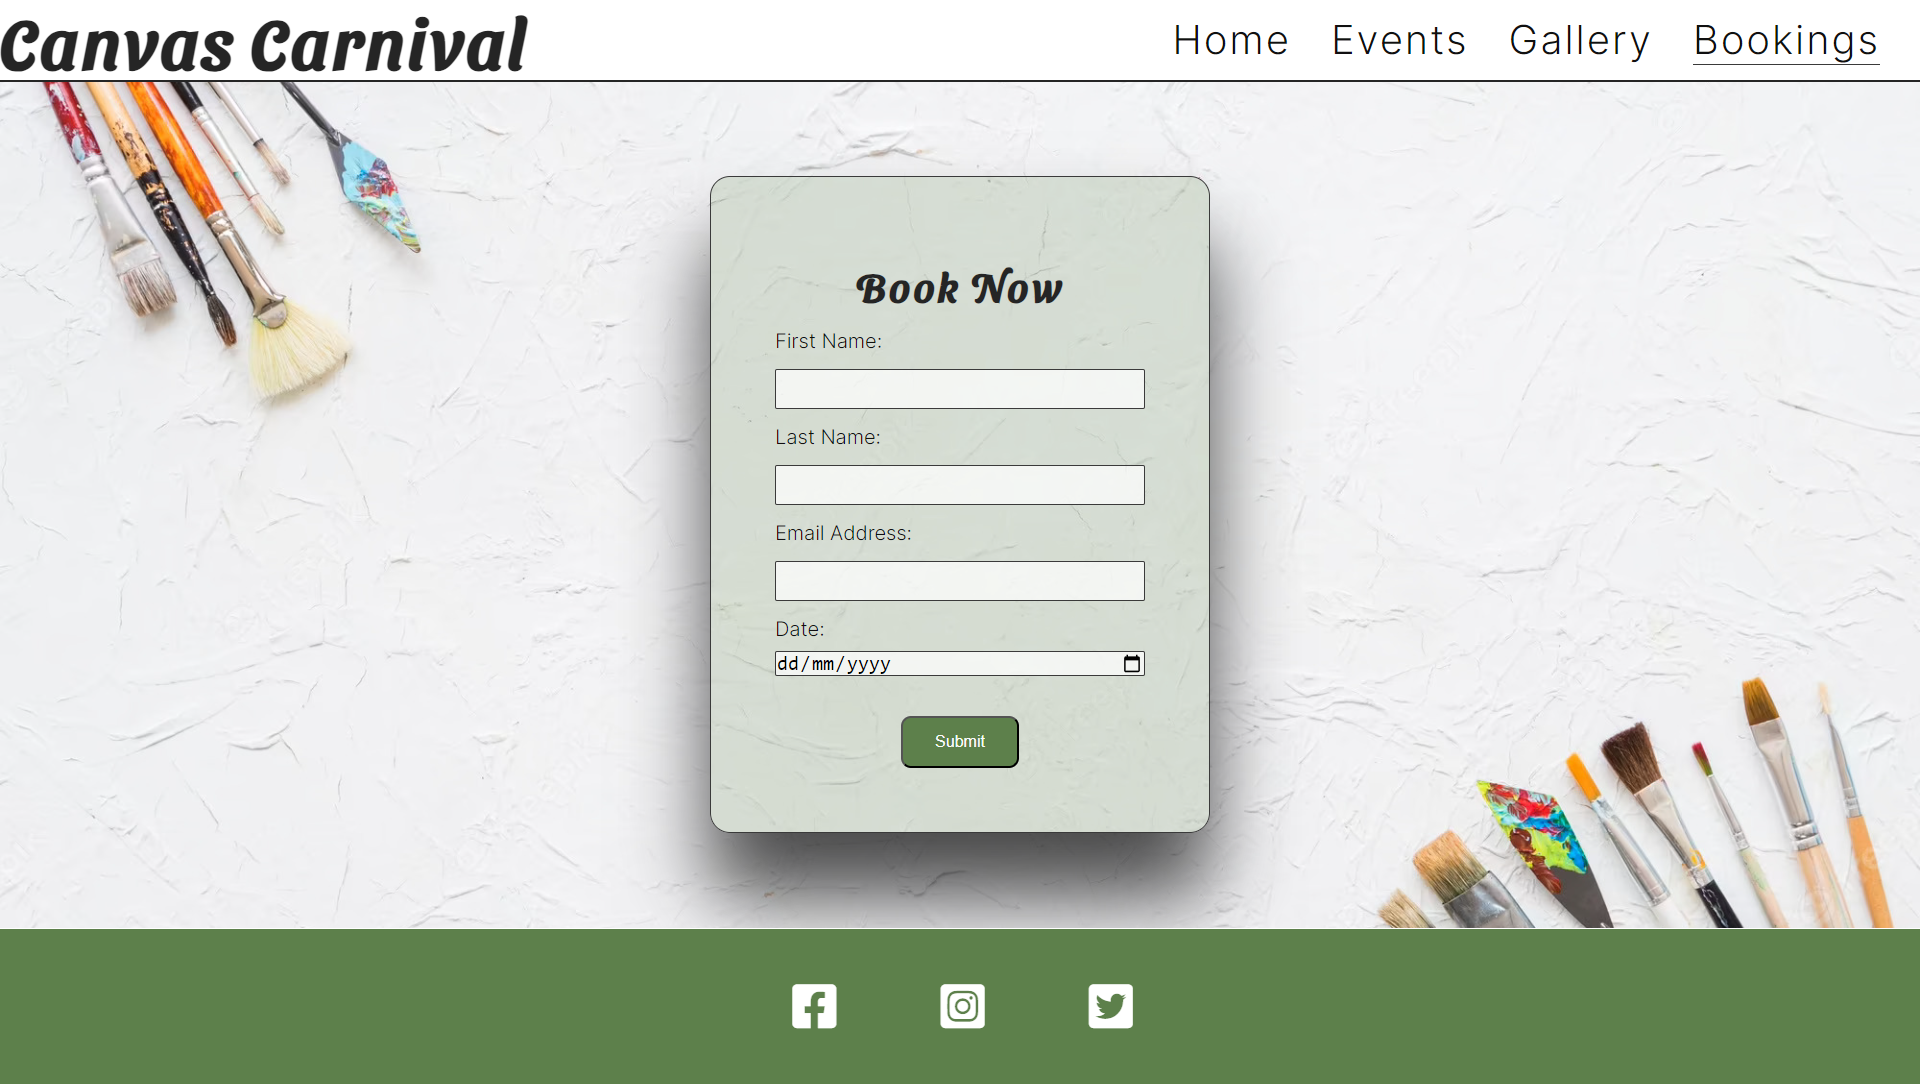 Canvas Carnival
Home Events Gallery Bookings
Book Now
First Name:
Last Name:
Email Address:
Date:
dd/mm/yyyy
Submit